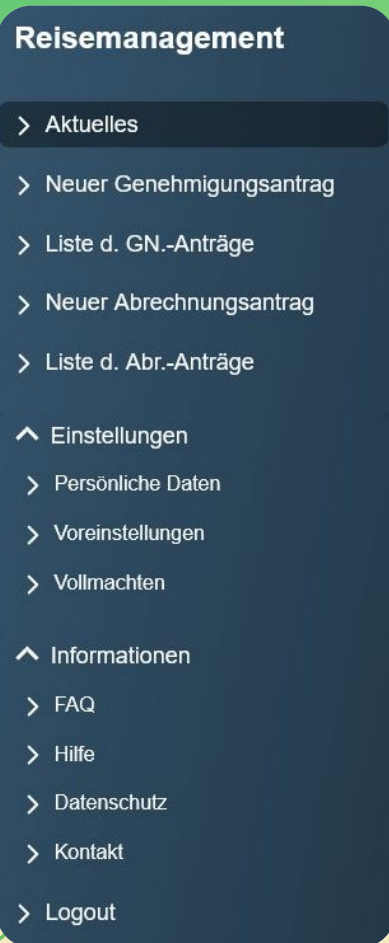 Reisemanagement
Aktuelles
Neuer Genehmigungsantrag
Liste d. GN.-Anträge
Neuer Abrechnungsantrag
Liste d. Abr.-Anträge
Einstellungen
Persönliche Daten
Voreinstellungen
Vollmachten
Informationen
FAQ
Hilfe
Datenschutz
Kontakt
Logout